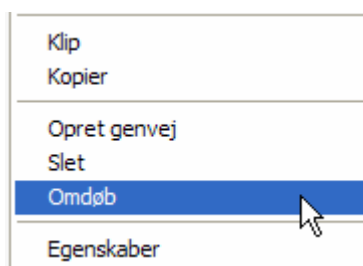 Klip
Kopier
Opret genvej
Slet
Omdøb
Egenskaber